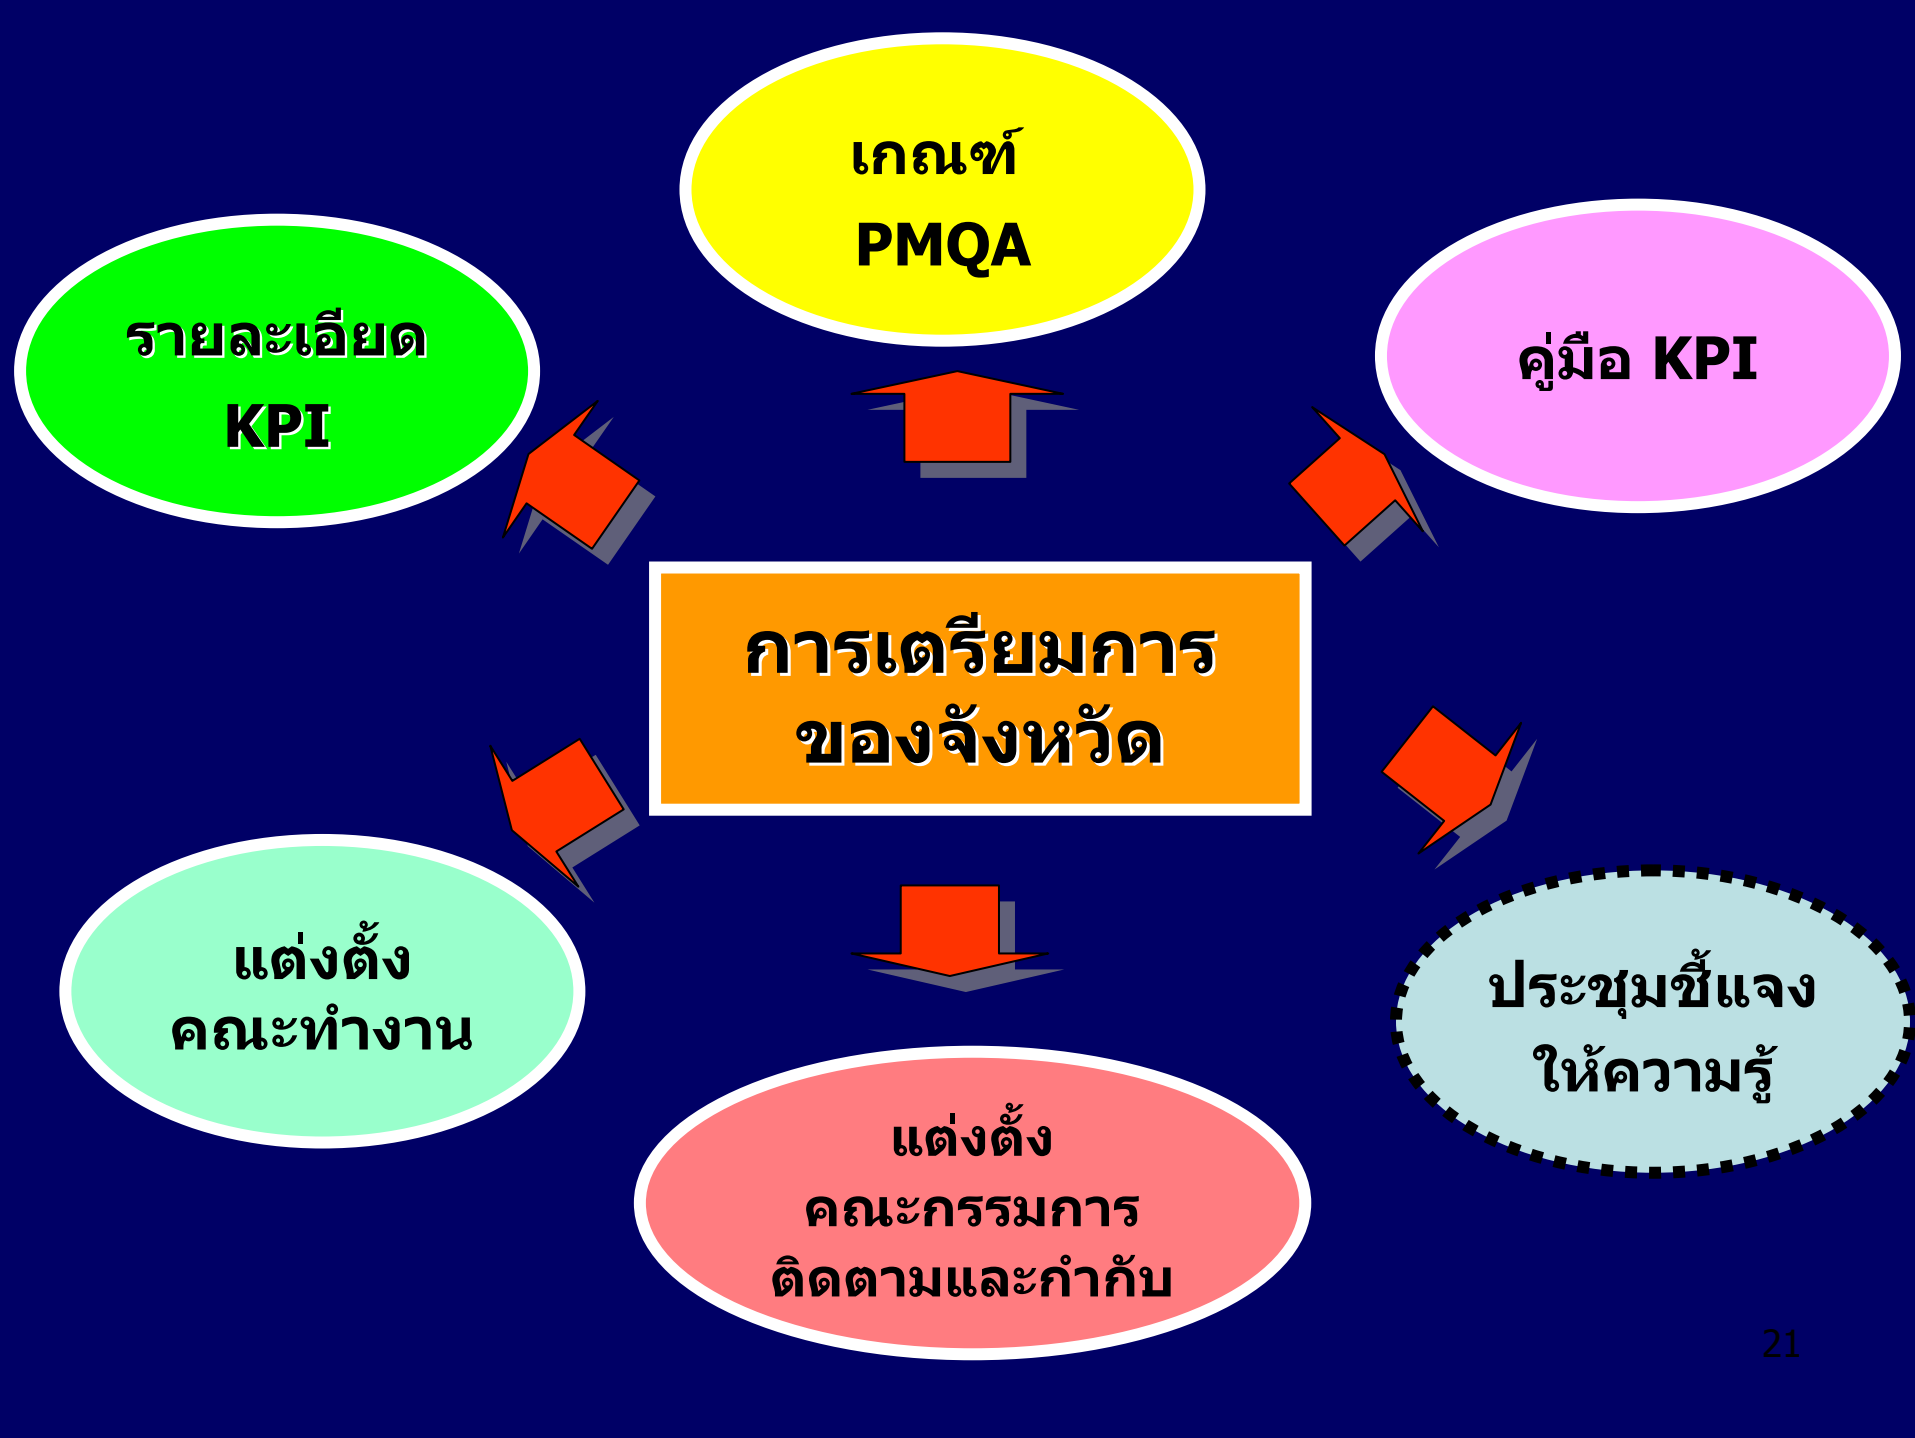 เกณฑ์
PMQA
รายละเอียด
KPI
คู่มือ KPI
การเตรียมการ
ของจังหวัด
แต่งตั้ง
คณะทำงาน
ประชุมชี้แจง
ให้ความรู้
แต่งตั้ง
คณะกรรมการ
ติดตามและกำกับ
21